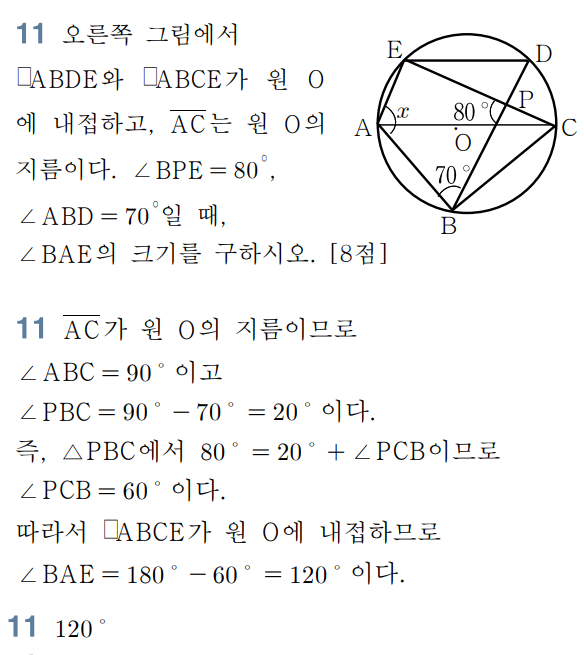 11 오른쪽 그림에서
□ABDE와 □ABCE가 원 O
에 내접하고, A̅C̅는 원 O의
지름이다. ∠BPE=80°,
∠ABD=70°일 때,
∠BAE의 크기를 구하시오. [8점]
E
D
P
80°
x
A
O
C
70°
B
11 A̅C̅가 원 O의 지름이므로
∠ABC=90°이고
∠PBC=90°-70°=20°이다.
즉, △PBC에서 80°=20°+∠PCB이므로
∠PCB=60°이다.
따라서 □ABCE가 원 O에 내접하므로
∠BAE=180°-60°=120°이다.
11 120°